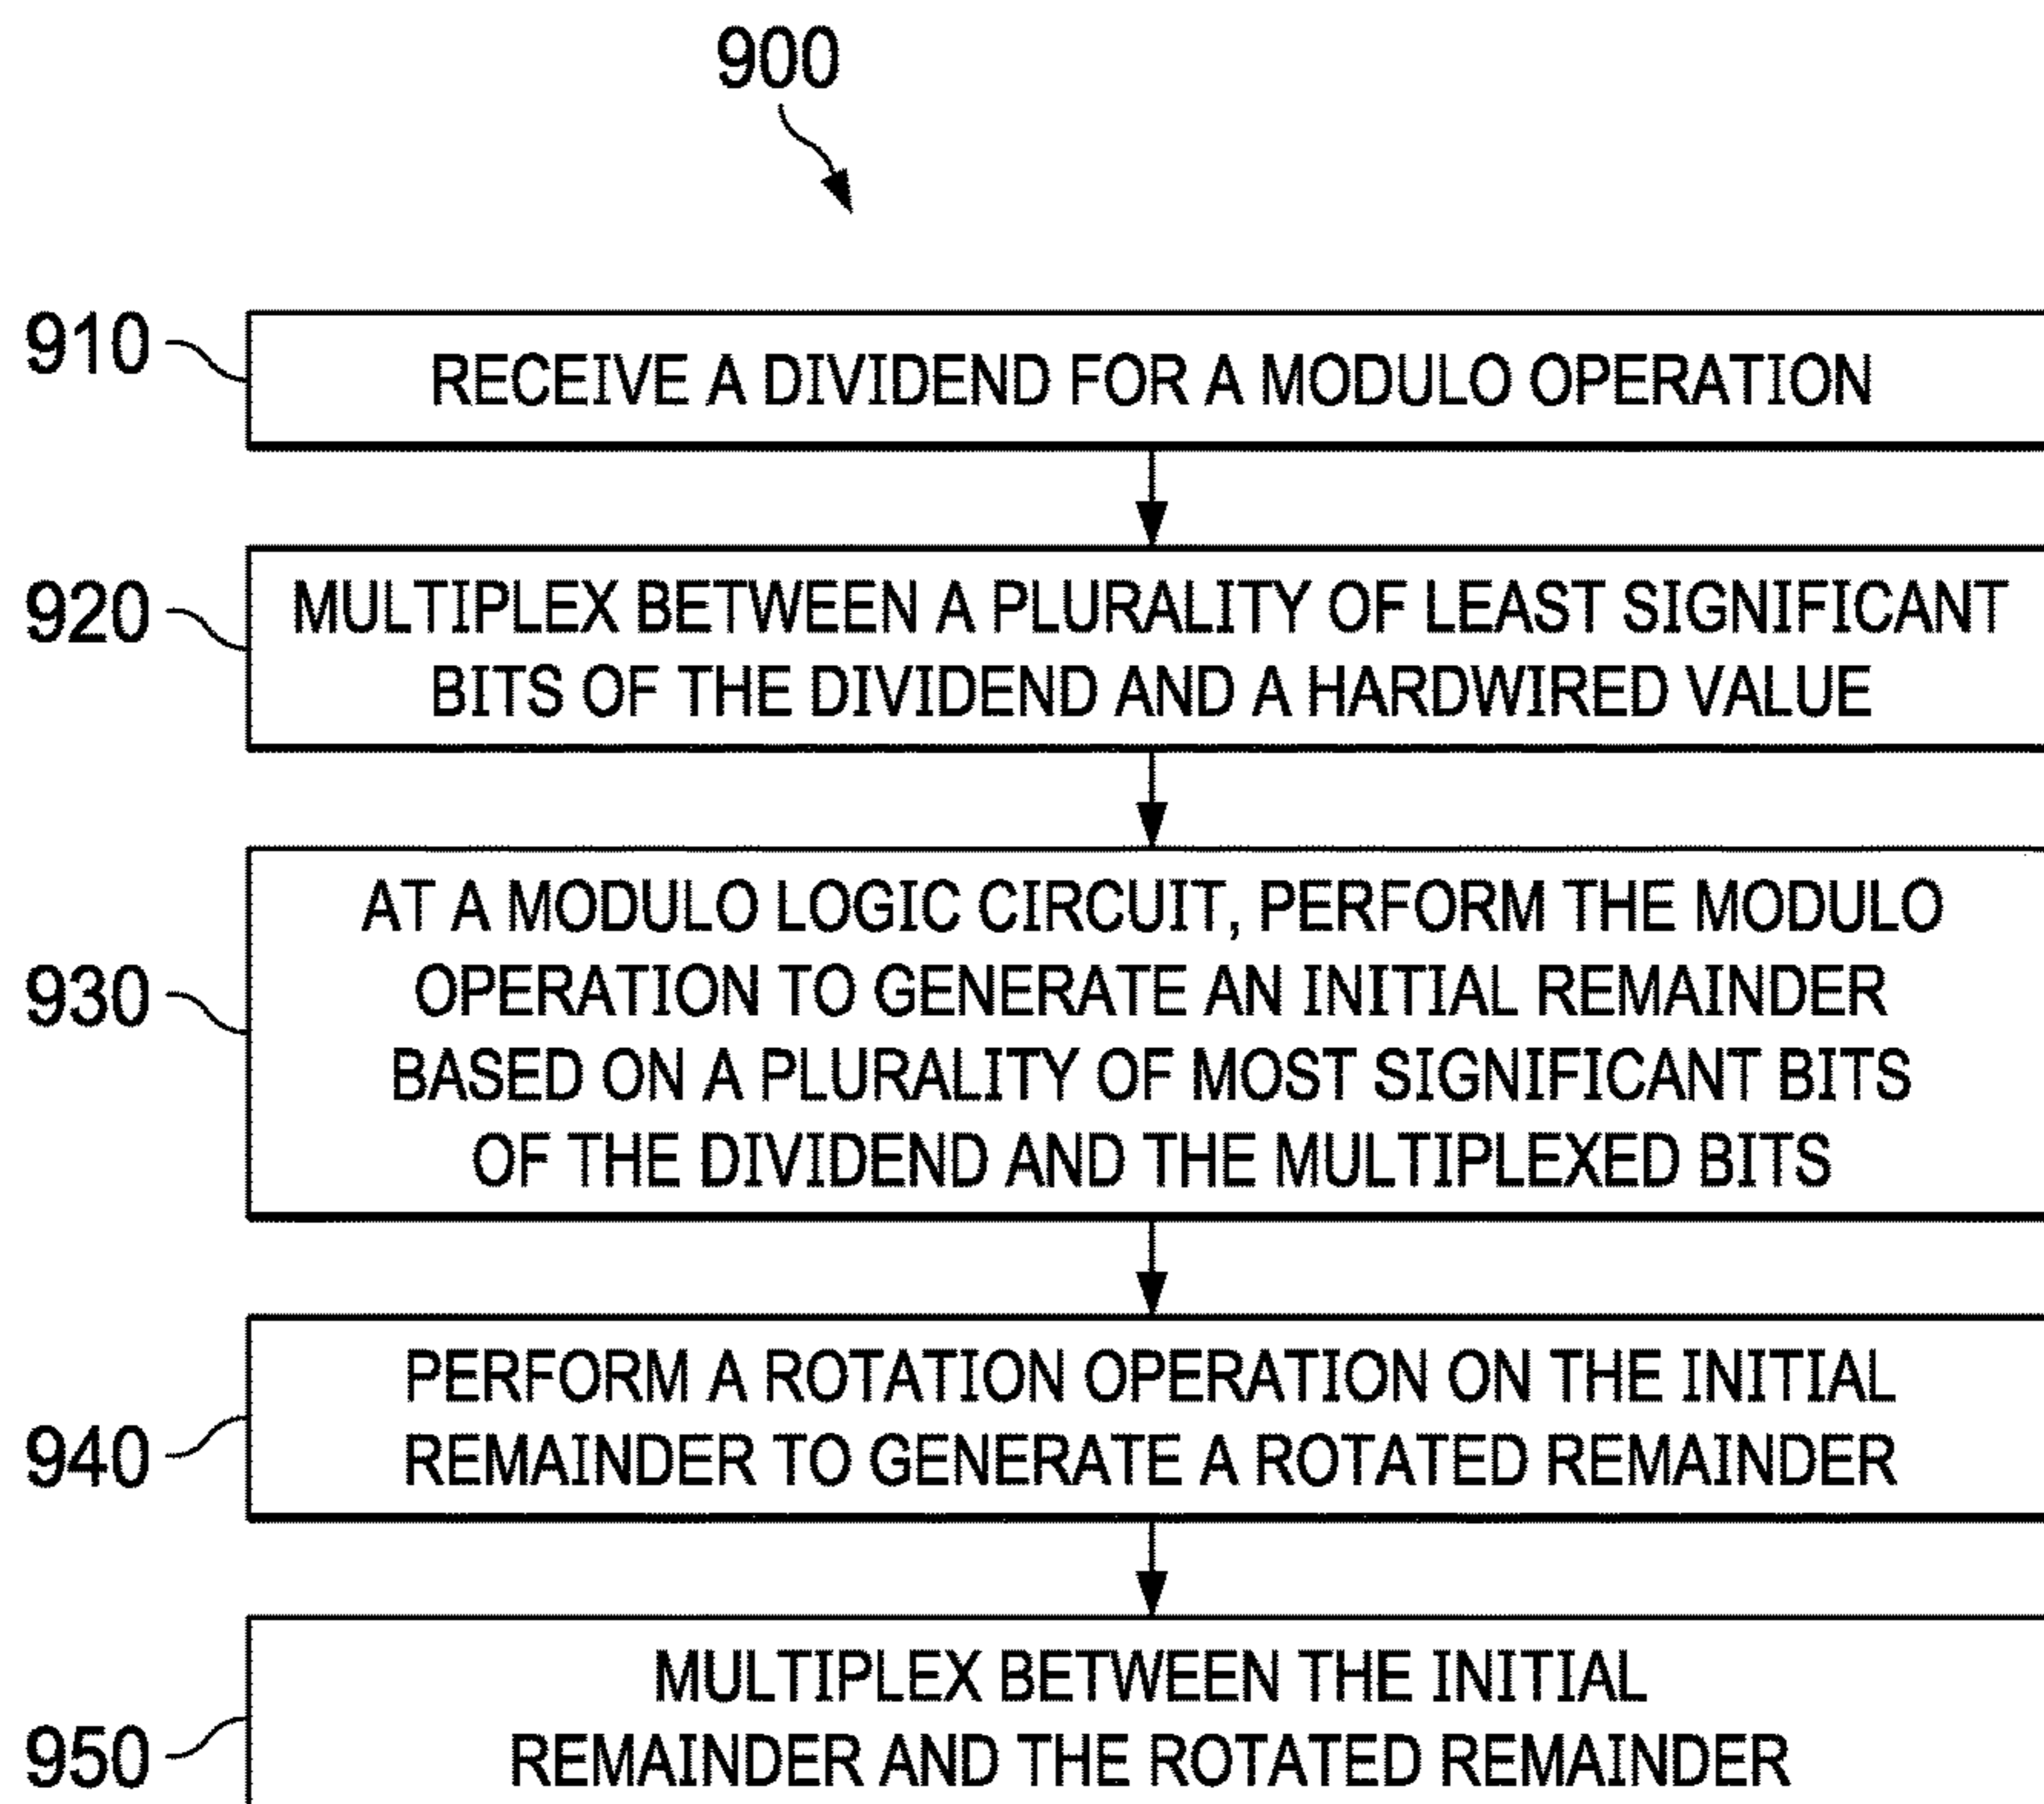 900
910
RECEIVE A DIVIDEND FOR A MODULO OPERATION
920
MULTIPLEX BETWEEN A PLURALITY OF LEAST SIGNIFICANT
BITS OF THE DIVIDEND AND A HARDWIRED VALUE
930
AT A MODULO LOGIC CIRCUIT, PERFORM THE MODULO
OPERATION TO GENERATE AN INITIAL REMAINDER
BASED ON A PLURALITY OF MOST SIGNIFICANT BITS
OF THE DIVIDEND AND THE MULTIPLEXED BITS
940
PERFORM A ROTATION OPERATION ON THE INITIAL
REMAINDER TO GENERATE A ROTATED REMAINDER
950
MULTIPLEX BETWEEN THE INITIAL
REMAINDER AND THE ROTATED REMAINDER